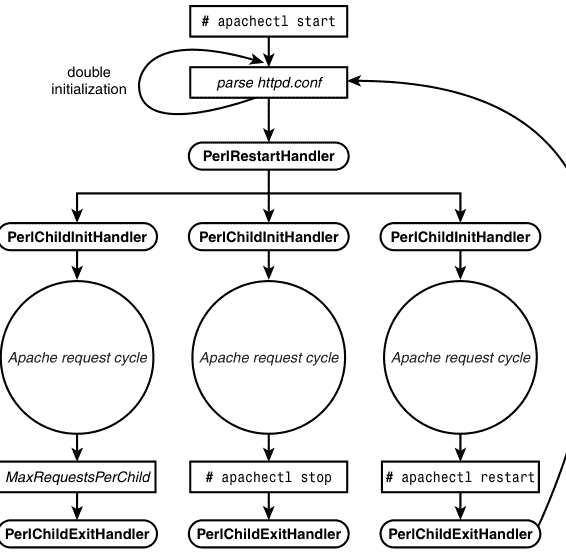 # apachectl start
double
initialization
parse httpd.conf
PerlRestartHandler
PerlChildInitHandler
PerlChildInitHandler
PerlChildInitHandler
Apache request cycle
Apache request cycle
Apache request cycle
MaxRequestsPerChild
# apachectl stop
# apachectl restart
PerlChildExitHandler
PerlChildExitHandler
PerlChildExitHandler